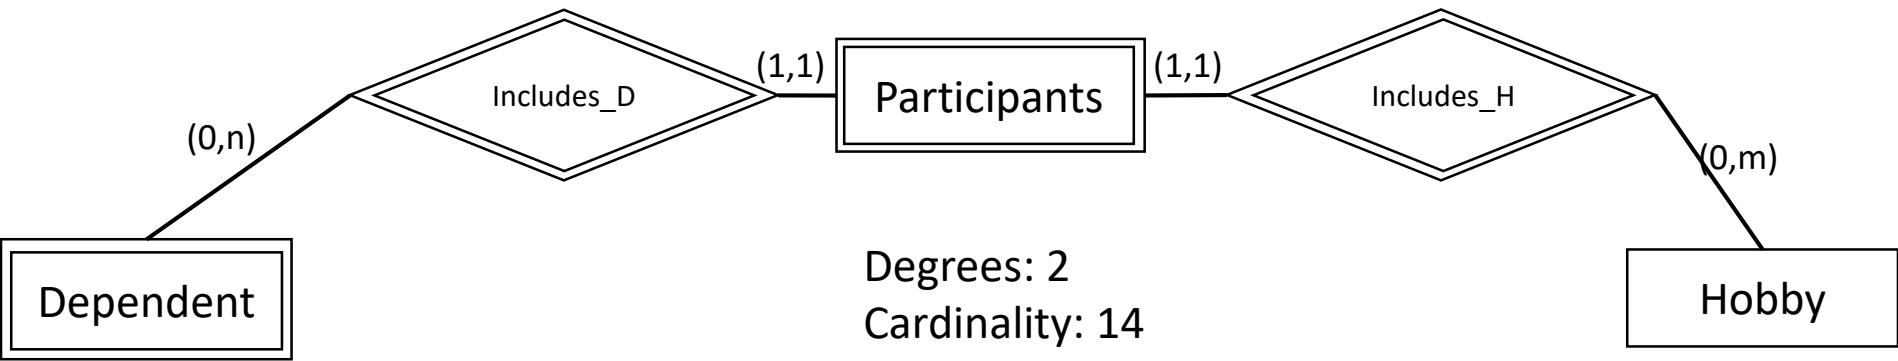 (1,1)
(1,1)
Includes_D
Participants
Includes_H
(0,n)
(0,m)
Dependent
Degrees: 2
Cardinality: 14
Hobby